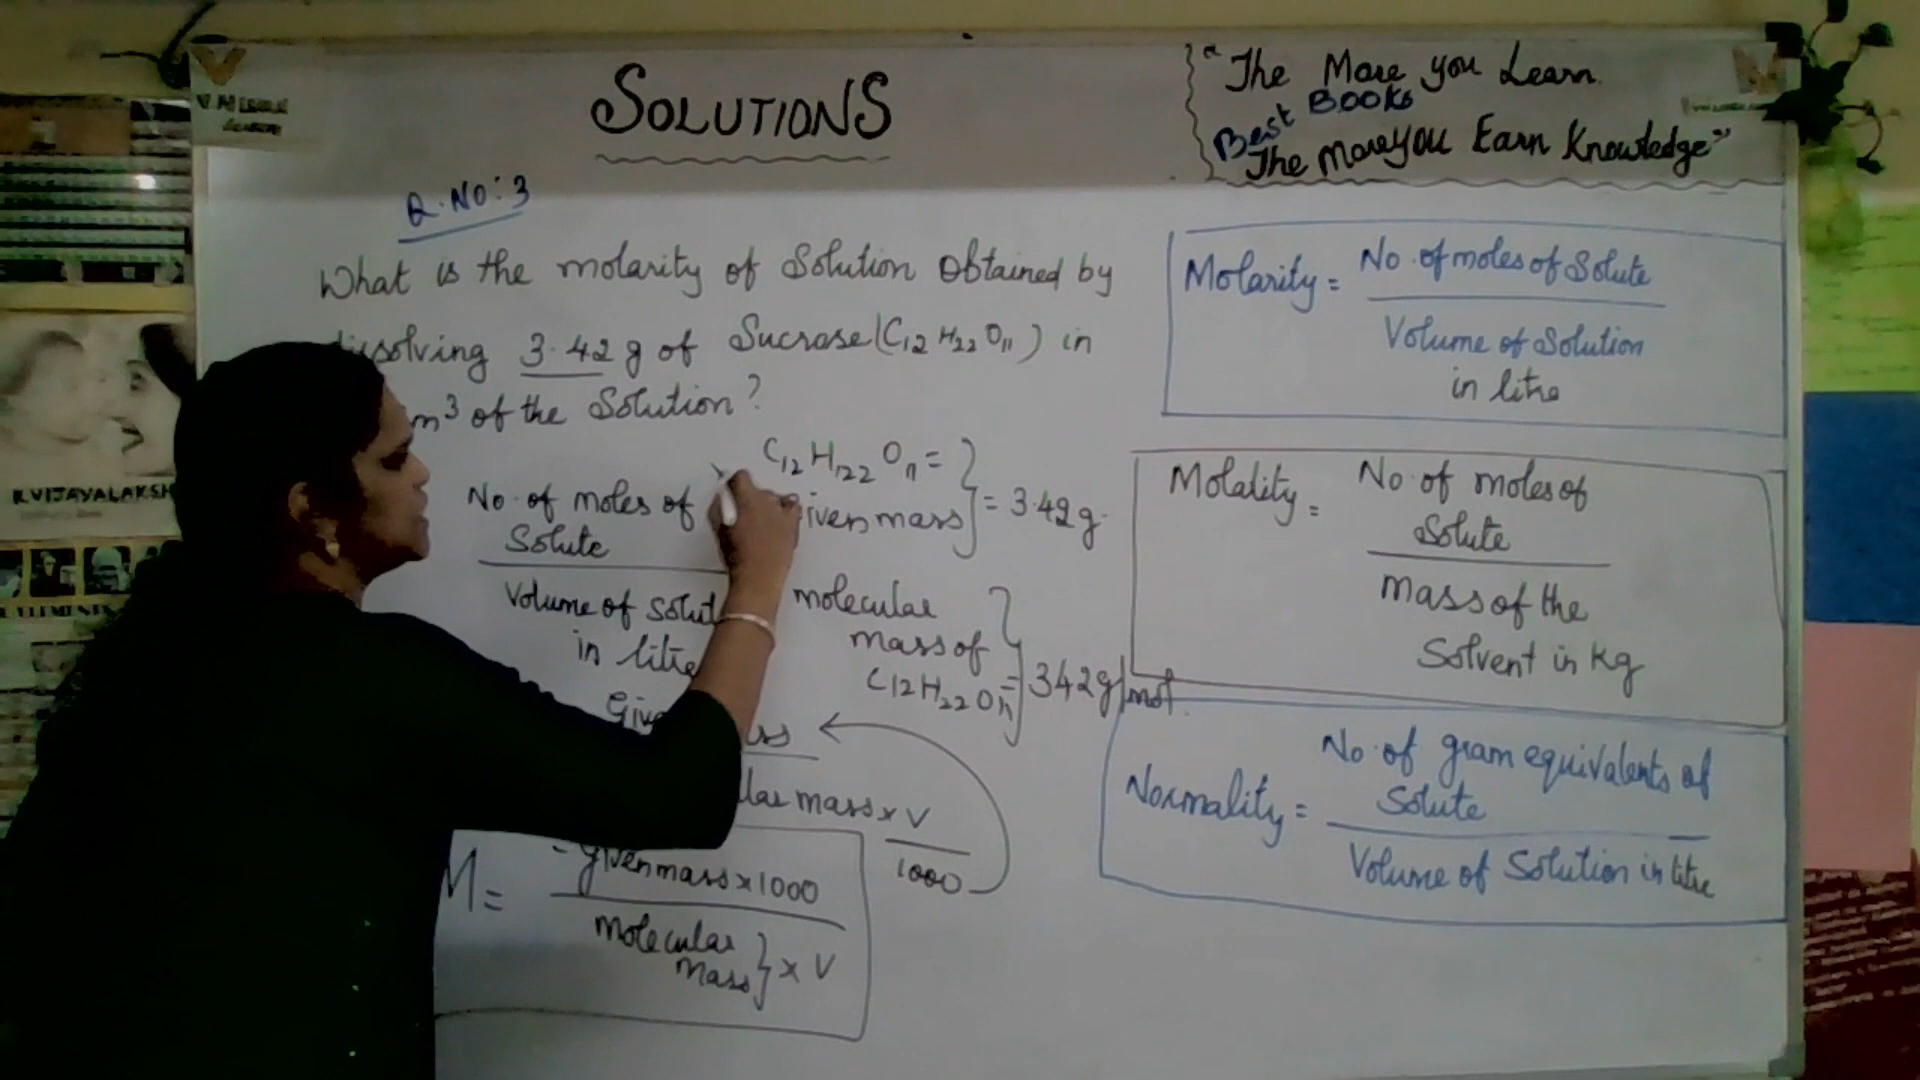 SOLUTIONS
"The More you Learn.
Best Books
The More you Earn Knowledge"
Q. No: 3
What is the molarity of Solution Obtained by
dissolving 3.42 g of Sucrose (C12 H22 O11) in
m3 of the Solution?
No. of moles of
Solute
Volume of Solut
in litre
C12 H22 O11 =
Given mass } = 3.42 g.
molecular
mass of
C12 H22 O11 } = 342 g/mol.
Give ss
lar mass x V
1000
M = = given mass x 1000
molecular
mass } x V
Molarity = No. of moles of Solute
Volume of Solution
in litre
Molality = No. of moles of
Solute
mass of the
Solvent in Kg
Normality = No. of gram equivalents of
Solute
Volume of Solution in litre